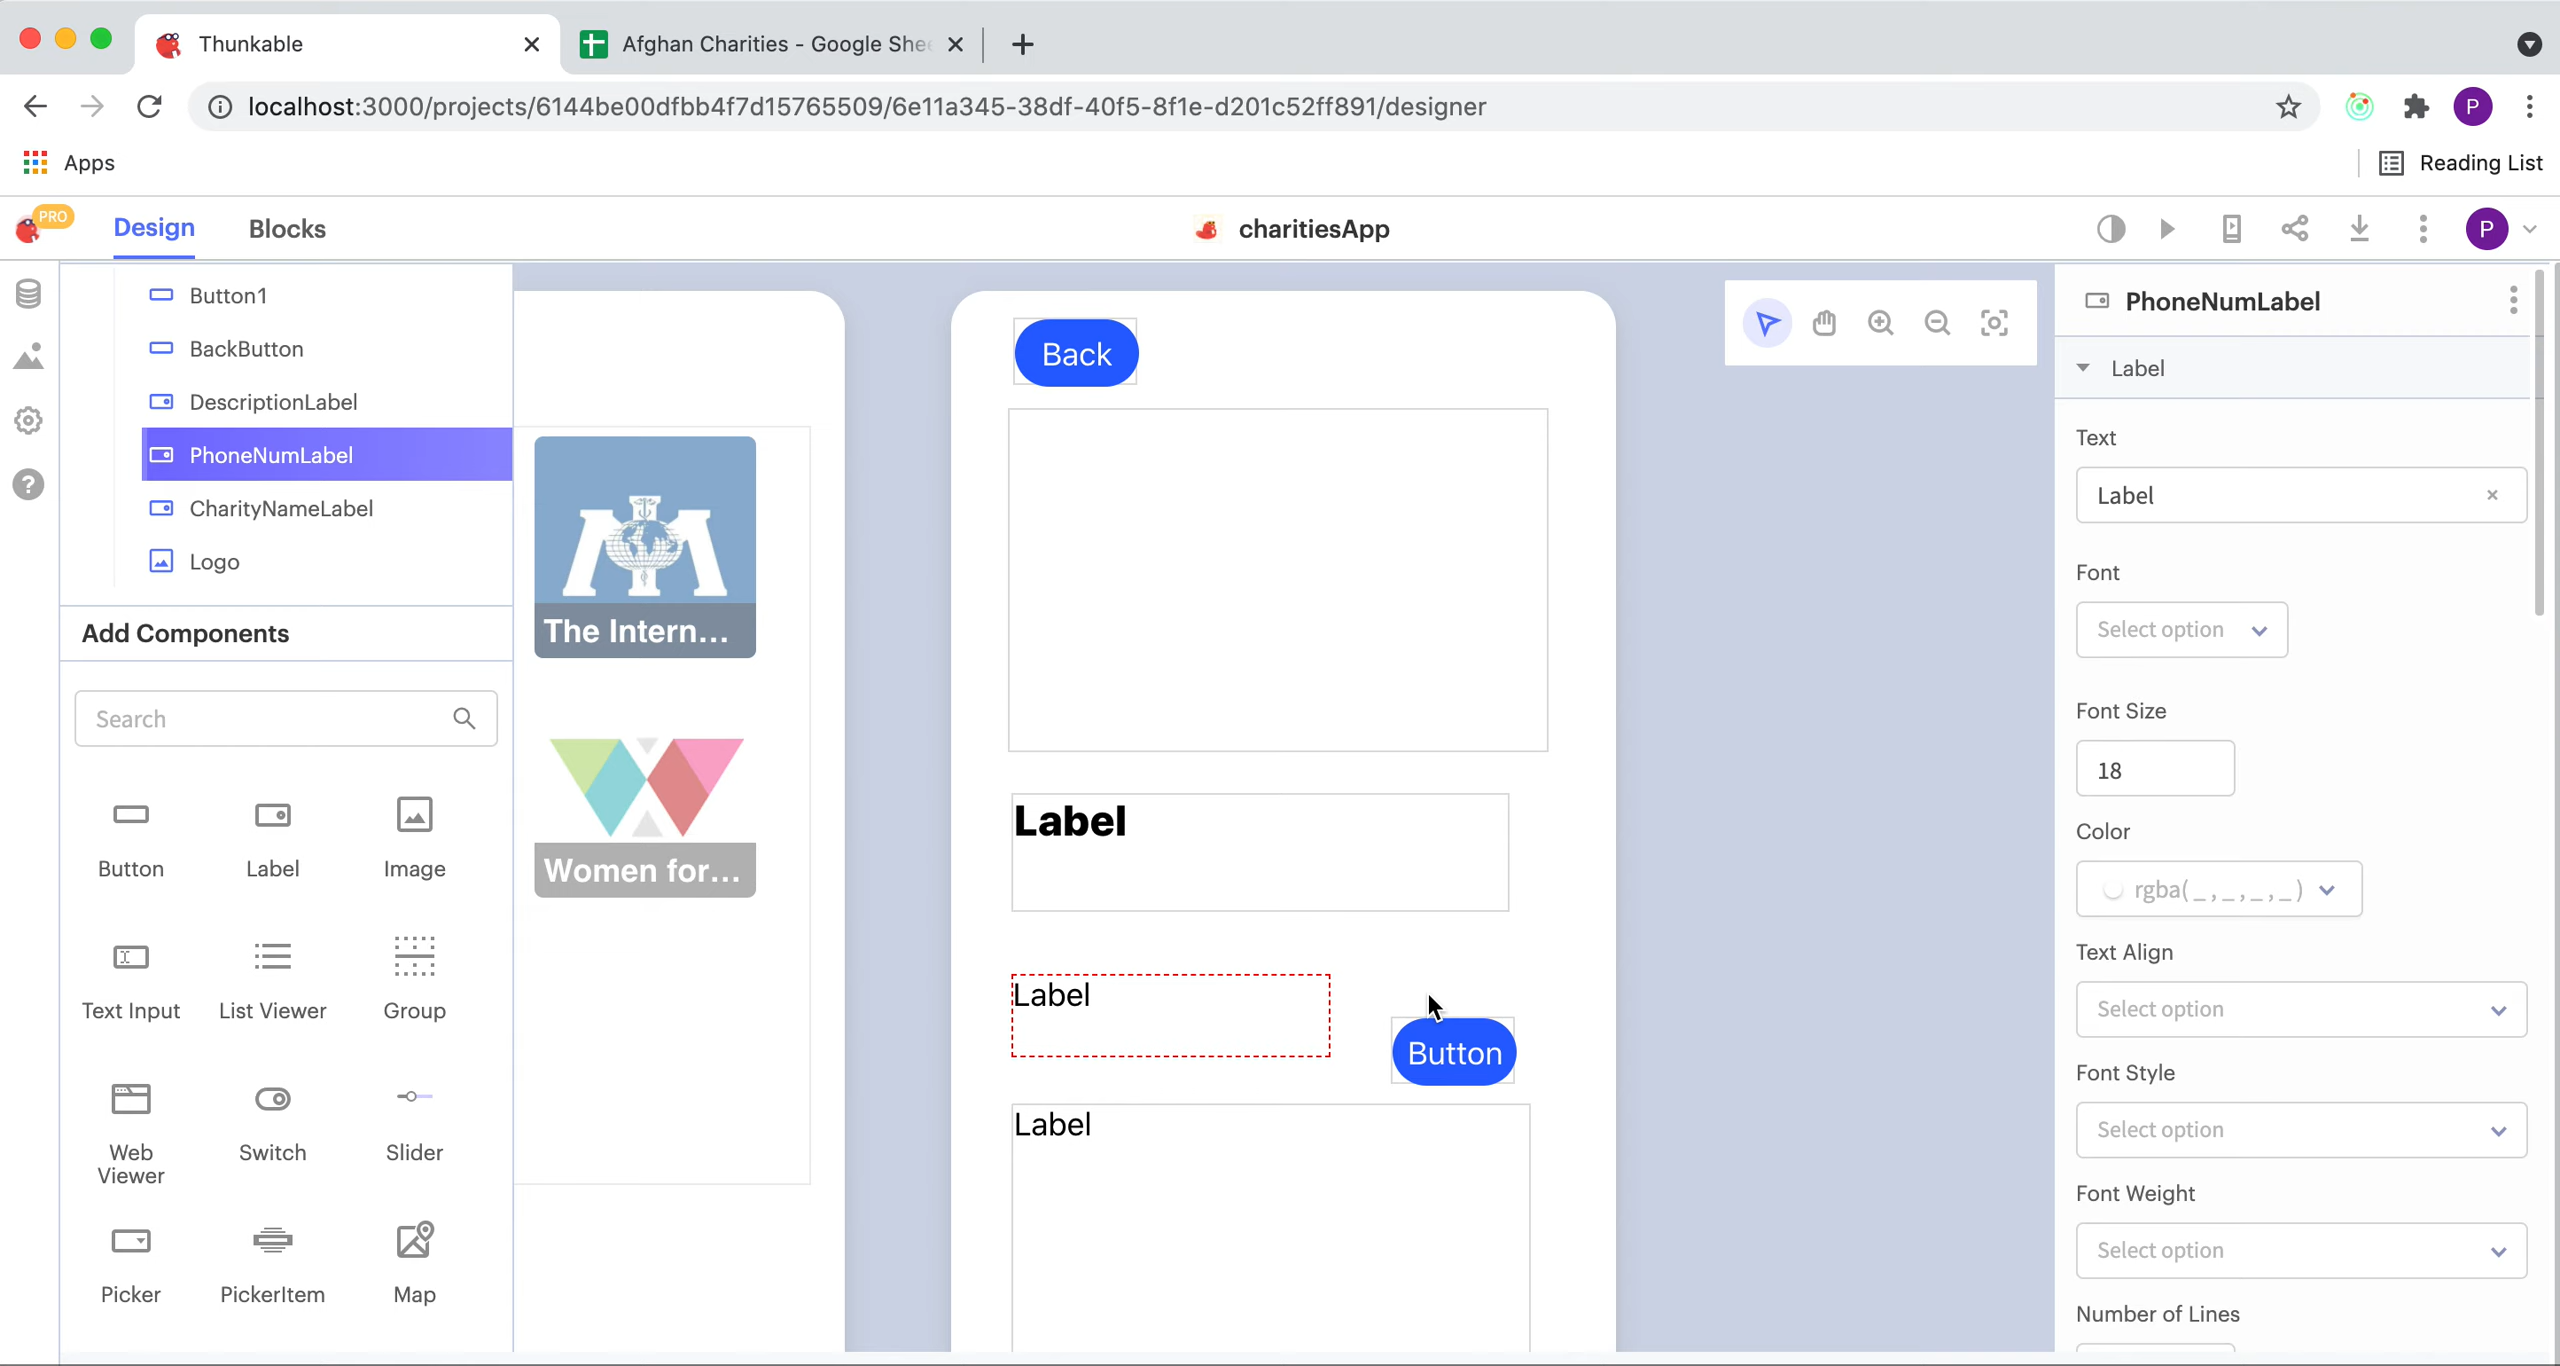 Thunkable
Afghan Charities - Google She
localhost:3000/projects/6144be00dfbb4f7d15765509/6e11a345-38df-40f5-8f1e-d201c52ff891/designer
P
Apps
Reading List
PRO
Design
Blocks
charitiesApp
P
Button1
BackButton
DescriptionLabel
PhoneNumLabel
CharityNameLabel
Logo
Add Components
Search
Button
Label
Image
Text Input
List Viewer
Group
Web
Viewer
Switch
Slider
Picker
PickerItem
Map
The Intern...
Women for...
Back
Label
Label
Button
Label
PhoneNumLabel
Label
Text
Label
Font
Select option
Font Size
18
Color
rgba( _ , _ , _ , _ )
Text Align
Select option
Font Style
Select option
Font Weight
Select option
Number of Lines